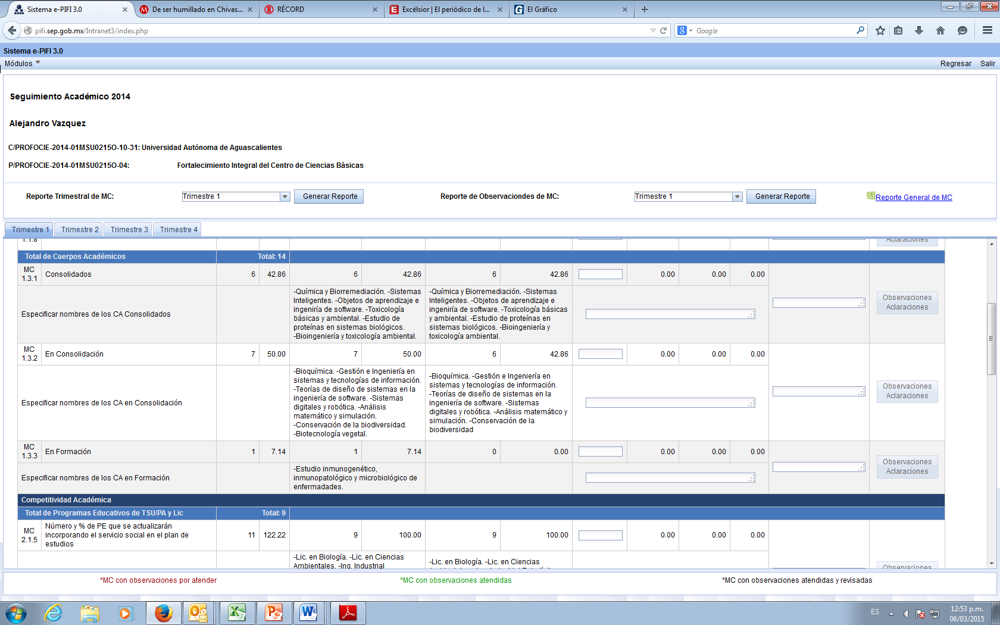 Sistema e-PIFI 3.0
De ser humillado en Chivas...
RÉCORD
Excélsior | El periódico de l...
El Gráfico
pifi.sep.gob.mx/Intranet3/index.php
Google
Sistema e-PIFI 3.0
Módulos
Regresar Salir
Seguimiento Académico 2014
Alejandro Vazquez
C/PROFOCIE-2014-01MSU0215O-10-31: Universidad Autónoma de Aguascalientes
P/PROFOCIE-2014-01MSU0215O-04: Fortalecimiento Integral del Centro de Ciencias Básicas
Reporte Trimestral de MC: Trimestre 1 Generar Reporte Reporte de Observaciondes de MC: Trimestre 1 Generar Reporte Reporte General de MC
Trimestre 1 Trimestre 2 Trimestre 3 Trimestre 4
1.1.8 Aclaraciones
Total de Cuerpos Académicos Total: 14
MC 1.3.1 Consolidados 6 42.86 6 42.86 6 42.86 0.00 0.00 0.00
Especificar nombres de los CA Consolidados
-Química y Biorremediación. -Sistemas
Inteligentes. -Objetos de aprendizaje e
ingeniría de software. -Toxicología
básicas y ambiental. -Estudio de
proteínas en sistemas biológicos.
-Bioingeniería y toxicología ambiental.
-Química y Biorremediación. -Sistemas
Inteligentes. -Objetos de aprendizaje e
ingeniría de software. -Toxicología básicas
y ambiental. -Estudio de proteínas en
sistemas biológicos. -Bioingeniería y
toxicología ambiental.
Observaciones
Aclaraciones
MC 1.3.2 En Consolidación 7 50.00 7 50.00 6 42.86 0.00 0.00 0.00
Especificar nombres de los CA en Consolidación
-Bioquímica. -Gestión e Ingeniería en
sistemas y tecnologías de información.
-Teorías de diseño de sistemas en la
ingeniería de software. -Sistemas
digitales y robótica. -Análisis
matemático y simulación.
-Conservación de la biodiversidad.
-Biotecnología vegetal.
-Bioquímica. -Gestión e Ingeniería en
sistemas y tecnologías de información.
-Teorías de diseño de sistemas en la
ingeniería de software. -Sistemas
digitales y robótica. -Análisis matemático y
simulación. -Conservación de la
biodiversidad
Observaciones
Aclaraciones
MC 1.3.3 En Formación 1 7.14 1 7.14 0 0.00 0.00 0.00 0.00
Especificar nombres de los CA en Formación
-Estudio inmunogenético,
inmunopatológico y microbiológico de
enfermadades.
Observaciones
Aclaraciones
Competitividad Académica
Total de Programas Educativos de TSU/PA y Lic Total: 9
MC 2.1.5
Número y % de PE que se actualizarán
incorporando el servicio social en el plan de
estudios
11 122.22 9 100.00 9 100.00 0.00 0.00 0.00
-Lic. en Biología. -Lic. en Ciencias
Ambientales. -Ing. Industrial
-Lic. en Biología. -Lic. en Ciencias
Observaciones
*MC con observaciones por atender *MC con observaciones atendidas *MC con observaciones atendidas y revisadas
ES
12:53 p.m.
06/03/2015